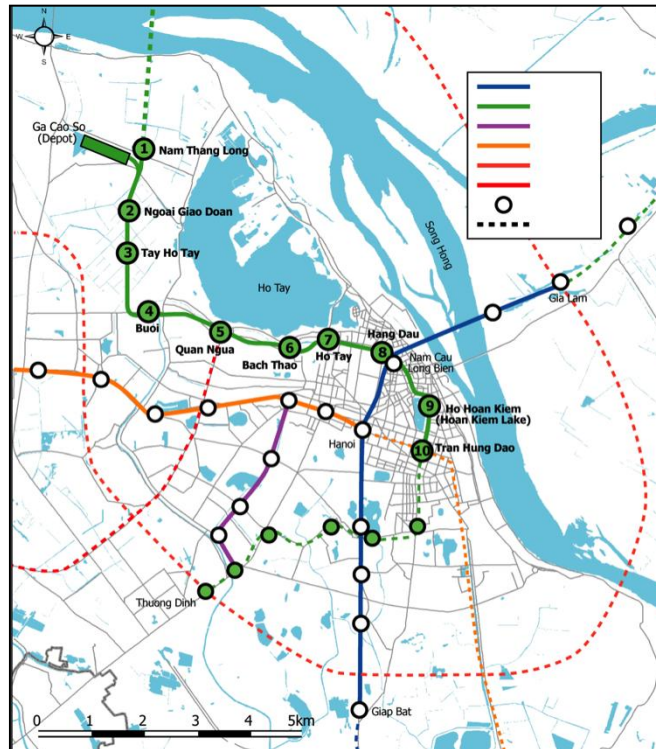 N
W
E
S
Ga Cao So
(Depot)
1
Nam Thang Long
2
Ngoai Giao Doan
3
Tay Ho Tay
4
Buoi
5
Quan Ngua
6
Bach Thao
7
Ho Tay
8
Hang Dau
Ho Tay
Song Hong
Gia Lam
Nam Cau
Long Bien
9
Ho Hoan Kiem
(Hoan Kiem Lake)
10
Tran Hung Dao
Hanoi
Thuong Dinh
Giap Bat
0
1
2
3
4
5km